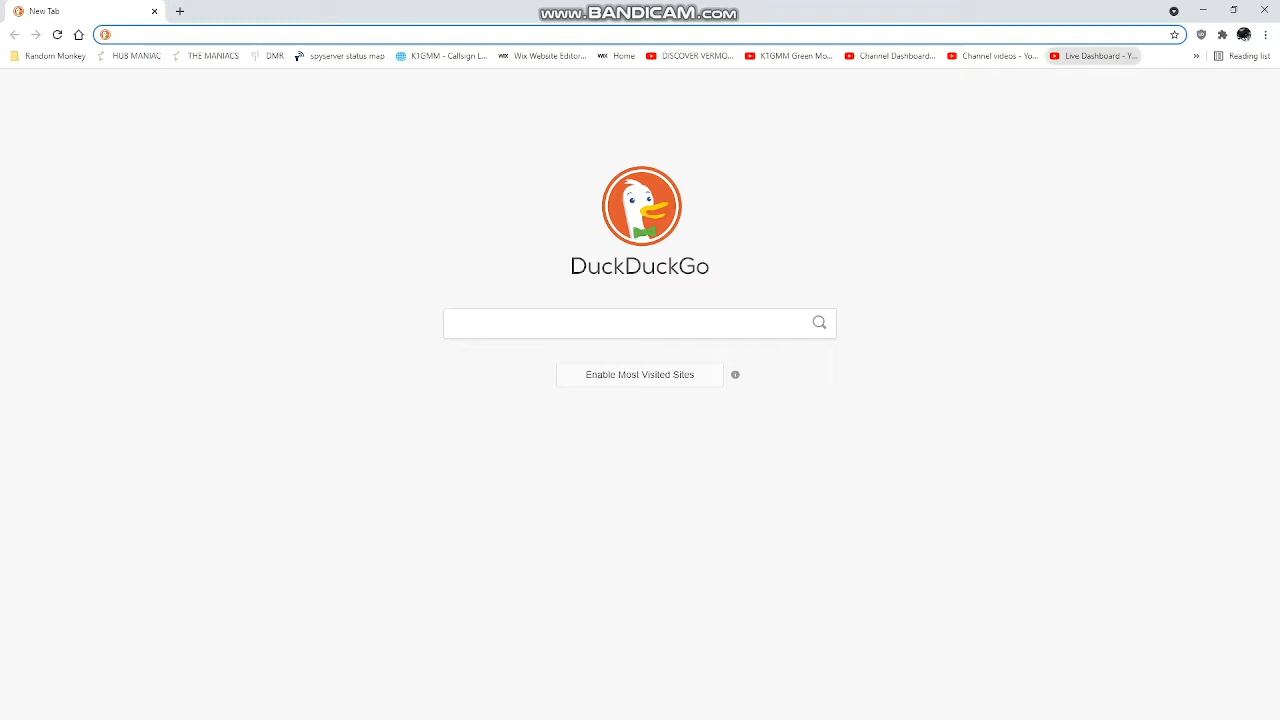 New Tab
www.BANDICAM.com
Random Monkey
HUB MANIAC
THE MANIACS
DMR
spyserver status map
K1GMM - Callsign L...
WiX Wix Website Editor...
WiX Home
DISCOVER VERMO...
K1GMM Green Mo...
Channel Dashboard...
Channel videos - Yo...
Live Dashboard - Y...
»
Reading list
DuckDuckGo
Enable Most Visited Sites